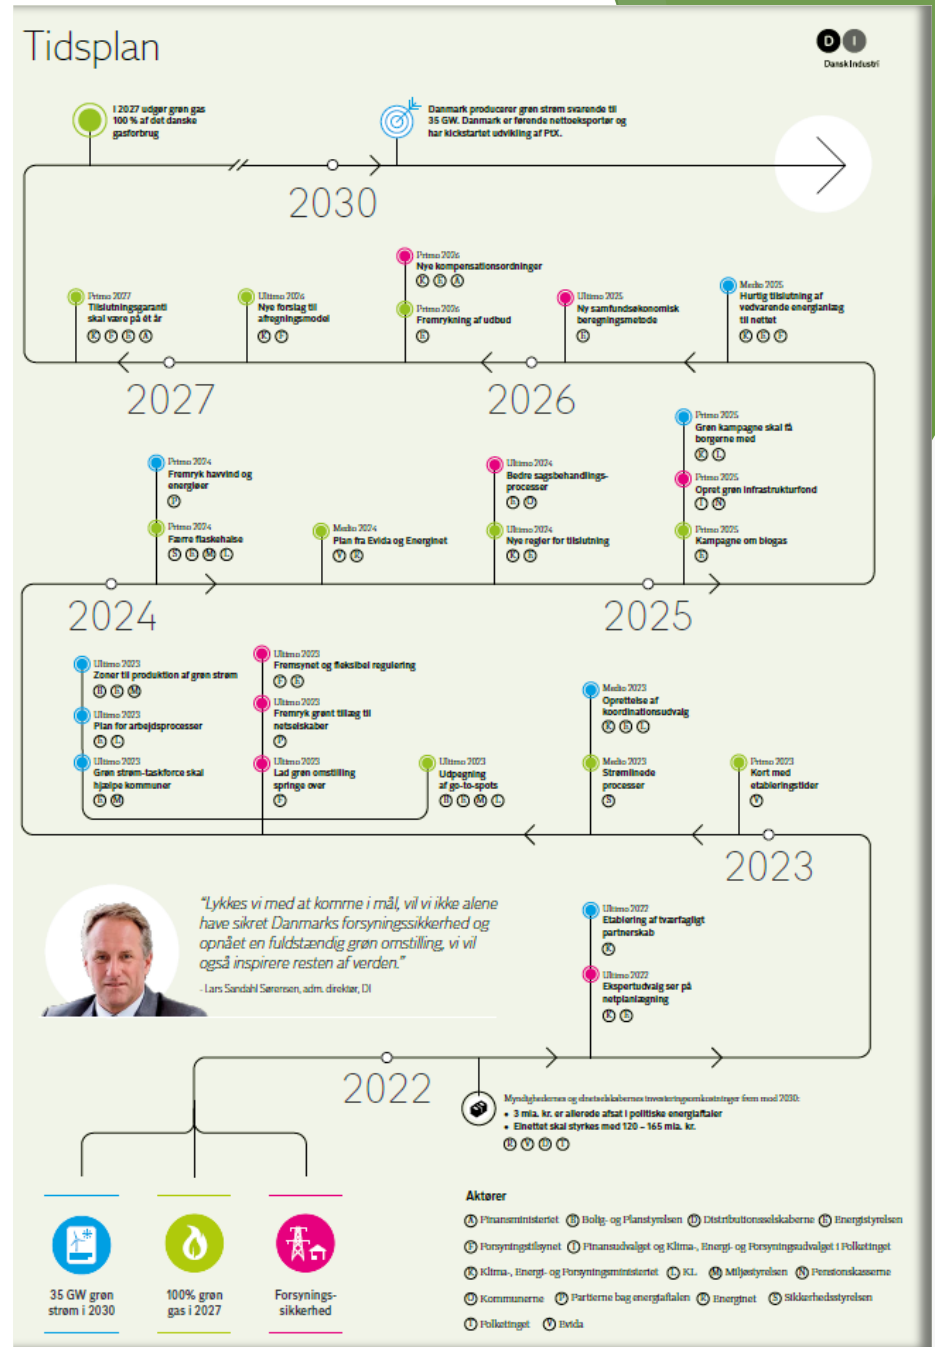 Tidsplan
D I
Dansk Industri
I 2027 udgør grøn gas
100 % af det danske
gasforbrug
Danmark producerer grøn strøm svarende til
35 GW. Danmark er førende nettoeksportør og
har kickstartet udvikling af PtX.
2030
Primo 2027
Tilslutningsgaranti
skal være på ét år
K F E A
Ultimo 2026
Nye forslag til
afregningsmodel
K F
Primo 2026
Nye kompensationsordninger
K E A
Primo 2026
Fremrykning af udbud
E
Ultimo 2025
Ny samfundsøkonomisk
beregningsmetode
E
Medio 2025
Hurtig tilslutning af
vedvarende energianlæg
til nettet
K E F
2027
2026
Primo 2025
Grøn kampagne skal få
borgerne med
K L
Primo 2025
Opret grøn infrastrukturfond
I N
Primo 2025
Kampagne om biogas
E
Primo 2024
Fremryk havvind og
energiøer
P
Primo 2024
Færre flaskehalse
S E M L
Medio 2024
Plan fra Evida og Energinet
V R
Ultimo 2024
Bedre sagsbehandlings-
processer
E O
Ultimo 2024
Nye regler for tilslutning
K E
2024
2025
Ultimo 2023
Zoner til produktion af grøn strøm
B E M
Ultimo 2023
Plan for arbejdsprocesser
E L
Ultimo 2023
Grøn strøm-taskforce skal
hjælpe kommuner
E M
Ultimo 2023
Fremsynet og fleksibel regulering
F E
Ultimo 2023
Fremryk grønt tillæg til
netselskaber
P
Ultimo 2023
Lad grøn omstilling
springe over
F
Ultimo 2023
Udpegning
af go-to-spots
B E M L
Medio 2023
Oprettelse af
koordinationsudvalg
K E L
Medio 2023
Strømlinede
processer
S
Primo 2023
Kort med
etableringstider
V
2023
"Lykkes vi med at komme i mål, vil vi ikke alene
have sikret Danmarks forsyningssikkerhed og
opnået en fuldstændig grøn omstilling, vi vil
også inspirere resten af verden."
- Lars Sandahl Sørensen, adm. direktør, DI
Ultimo 2022
Etablering af tværfagligt
partnerskab
K
Ultimo 2022
Ekspertudvalg ser på
netplanlægning
K E
2022
Myndighedernes og elnetselskabernes investeringsomkostninger frem mod 2030:
• 3 mia. kr. er allerede afsat i politiske energiaftaler
• Elnettet skal styrkes med 120 – 165 mia. kr.
R V D T
35 GW grøn
strøm i 2030
100% grøn
gas i 2027
Forsynings-
sikkerhed
Aktører
A Finansministeriet B Bolig- og Planstyrelsen D Distributionsselskaberne E Energistyrelsen
F Forsyningstilsynet I Finansudvalget og Klima-, Energi- og Forsyningsudvalget i Folketinget
K Klima-, Energi- og Forsyningsministeriet L KL M Miljøstyrelsen N Pensionskasserne
O Kommunerne P Partierne bag energiaftalen R Energinet S Sikkerhedsstyrelsen
T Folketinget V Evida